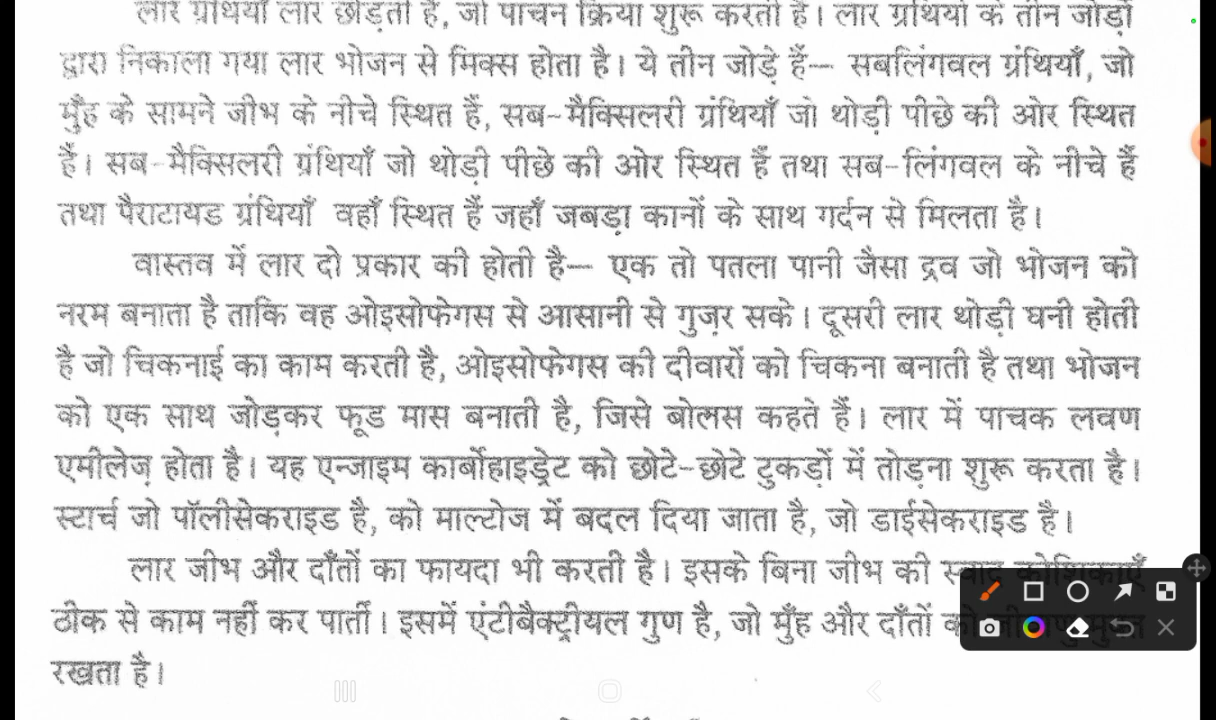 लार ग्रंथियाँ लार छोड़ती हैं, जो पाचन क्रिया शुरू करती हैं। लार ग्रंथियों के तीन जोड़ों
द्वारा निकाला गया लार भोजन से मिक्स होता है। ये तीन जोड़े हैं— सबलिंगवल ग्रंथियाँ, जो
मुँह के सामने जीभ के नीचे स्थित हैं, सब-मैक्सिलरी ग्रंथियाँ जो थोड़ी पीछे की ओर स्थित
हैं। सब-मैक्सिलरी ग्रंथियाँ जो थोड़ी पीछे की ओर स्थित हैं तथा सब-लिंगवल के नीचे हैं
तथा पैराटायड ग्रंथियाँ वहाँ स्थित हैं जहाँ जबड़ा कानों के साथ गर्दन से मिलता है।
वास्तव में लार दो प्रकार की होती है— एक तो पतला पानी जैसा द्रव जो भोजन को
नरम बनाता है ताकि वह ओइसोफेगस से आसानी से गुज़र सके। दूसरी लार थोड़ी घनी होती
है जो चिकनाई का काम करती है, ओइसोफेगस की दीवारों को चिकना बनाती है तथा भोजन
को एक साथ जोड़कर फूड मास बनाती है, जिसे बोलस कहते हैं। लार में पाचक लवण
एमीलेज़ होता है। यह एन्जाइम कार्बोहाइड्रेट को छोटे-छोटे टुकड़ों में तोड़ना शुरू करता है।
स्टार्च जो पॉलीसेकराइड है, को माल्टोज में बदल दिया जाता है, जो डाईसेकराइड है।
लार जीभ और दाँतों का फायदा भी करती है। इसके बिना जीभ की स्वाद कोशिकाएँ
ठीक से काम नहीं कर पातीं। इसमें एंटीबैक्ट्रीयल गुण है, जो मुँह और दाँतों को जीवाणु मुक्त
रखता है।